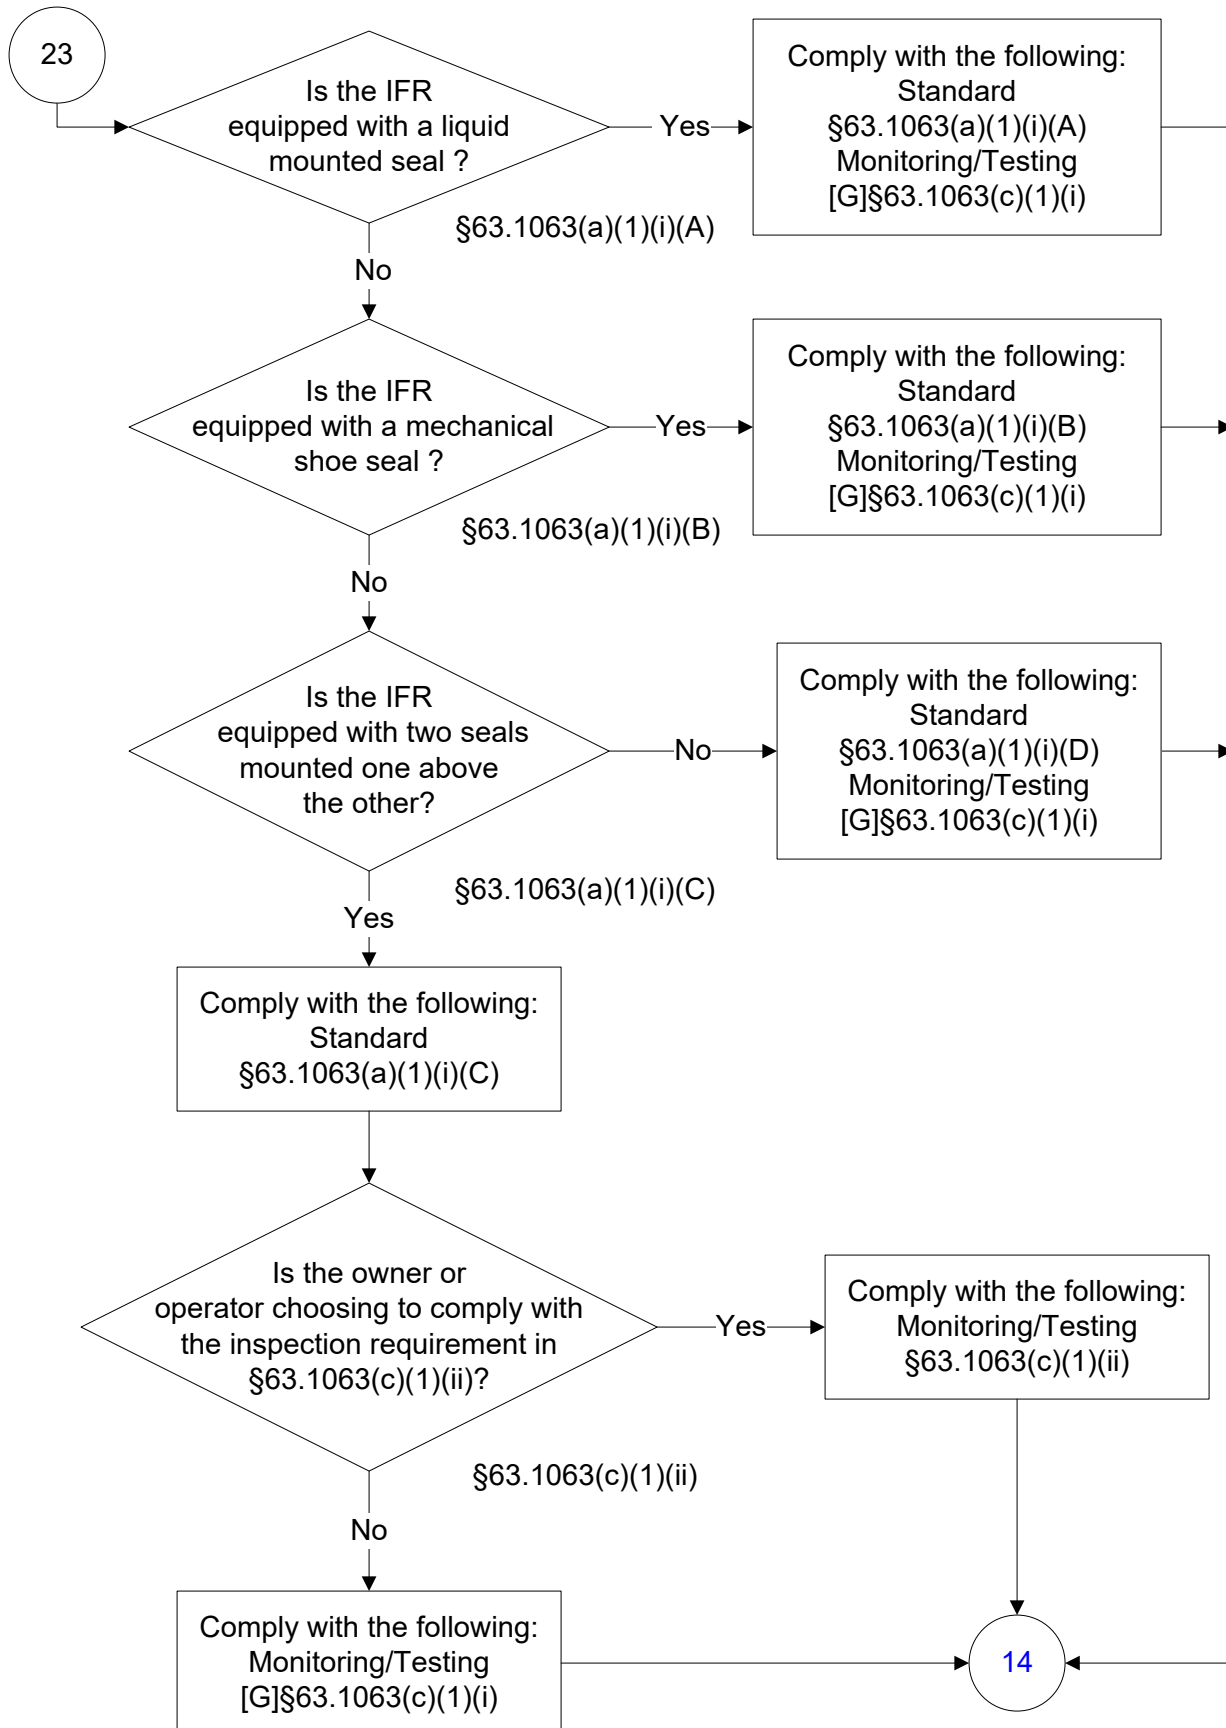 23
Is the IFR
equipped with a liquid
mounted seal ?
Yes
Comply with the following:
Standard
§63.1063(a)(1)(i)(A)
Monitoring/Testing
[G]§63.1063(c)(1)(i)
§63.1063(a)(1)(i)(A)
No
Is the IFR
equipped with a mechanical
shoe seal ?
Yes
Comply with the following:
Standard
§63.1063(a)(1)(i)(B)
Monitoring/Testing
[G]§63.1063(c)(1)(i)
§63.1063(a)(1)(i)(B)
No
Is the IFR
equipped with two seals
mounted one above
the other?
No
Comply with the following:
Standard
§63.1063(a)(1)(i)(D)
Monitoring/Testing
[G]§63.1063(c)(1)(i)
§63.1063(a)(1)(i)(C)
Yes
Comply with the following:
Standard
§63.1063(a)(1)(i)(C)
Is the owner or
operator choosing to comply with
the inspection requirement in
§63.1063(c)(1)(ii)?
Yes
Comply with the following:
Monitoring/Testing
§63.1063(c)(1)(ii)
§63.1063(c)(1)(ii)
No
Comply with the following:
Monitoring/Testing
[G]§63.1063(c)(1)(i)
14